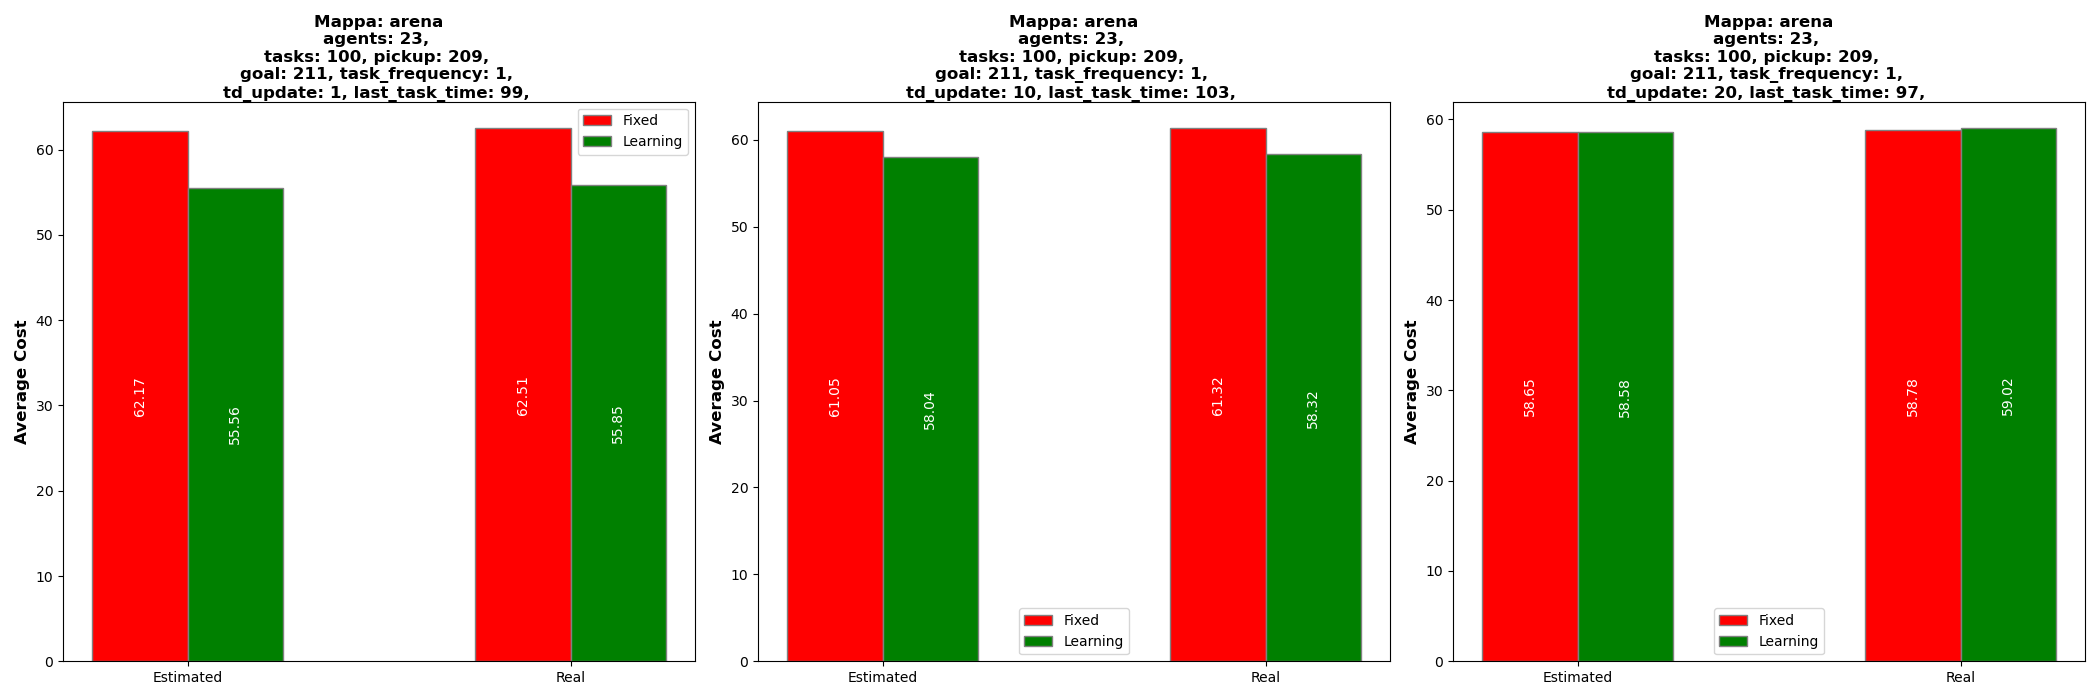 Mappa: arena
agents: 23,
tasks: 100, pickup: 209,
goal: 211, task_frequency: 1,
td_update: 1, last_task_time: 99,
Fixed
Learning
60
50
40
30
20
10
0
Average Cost
62.17
55.56
62.51
55.85
Estimated
Real
Mappa: arena
agents: 23,
tasks: 100, pickup: 209,
goal: 211, task_frequency: 1,
td_update: 10, last_task_time: 103,
60
50
40
30
20
10
0
Average Cost
61.05
58.04
61.32
58.32
Fixed
Learning
Estimated
Real
Mappa: arena
agents: 23,
tasks: 100, pickup: 209,
goal: 211, task_frequency: 1,
td_update: 20, last_task_time: 97,
60
50
40
30
20
10
0
Average Cost
58.65
58.58
58.78
59.02
Fixed
Learning
Estimated
Real